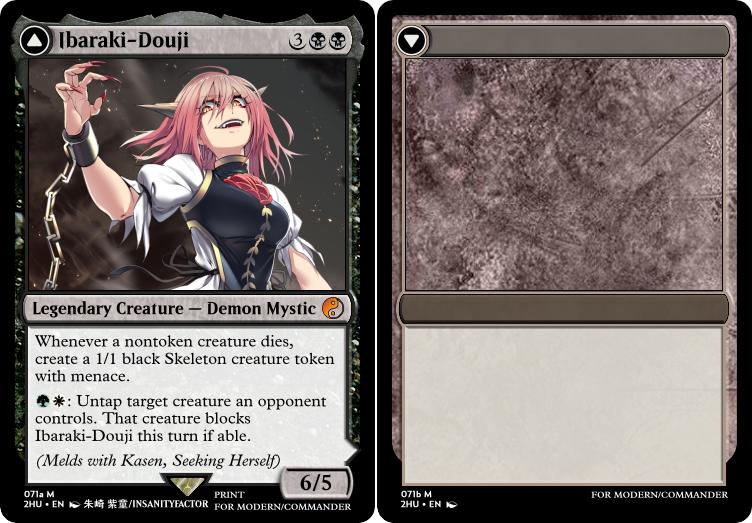 Ibaraki-Douji 3
Legendary Creature — Demon Mystic
Whenever a nontoken creature dies,
create a 1/1 black Skeleton creature token
with menace.
: Untap target creature an opponent
controls. That creature blocks
Ibaraki-Douji this turn if able.
(Melds with Kasen, Seeking Herself)
6/5
071a M
2HU • EN 朱崎 紫童/INSANITYFACTOR
PRINT
FOR MODERN/COMMANDER
071b M
2HU • EN
FOR MODERN/COMMANDER